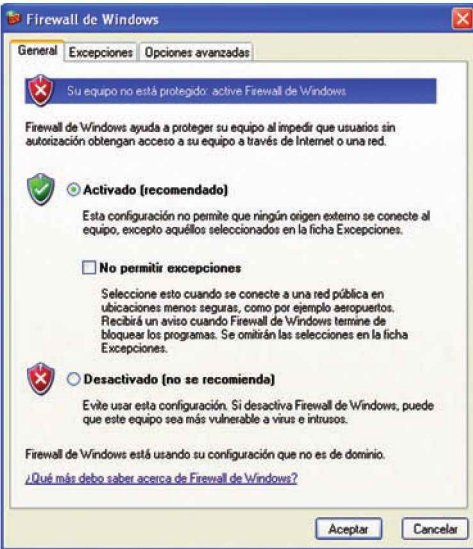 Firewall de Windows
General Excepciones Opciones avanzadas
Su equipo no está protegido: active Firewall de Windows
Firewall de Windows ayuda a proteger su equipo al impedir que usuarios sin
autorización obtengan acceso a su equipo a través de Internet o una red.
Activado (recomendado)
Esta configuración no permite que ningún origen externo se conecte al
equipo, excepto aquéllos seleccionados en la ficha Excepciones.
No permitir excepciones
Seleccione esto cuando se conecte a una red pública en
ubicaciones menos seguras, como por ejemplo aeropuertos.
Recibirá un aviso cuando Firewall de Windows termine de
bloquear los programas. Se omitirán las selecciones en la ficha
Excepciones.
Desactivado (no se recomienda)
Evite usar esta configuración. Si desactiva Firewall de Windows, puede
que este equipo sea más vulnerable a virus e intrusos.
Firewall de Windows está usando su configuración que no es de dominio.
¿Qué más debo saber acerca de Firewall de Windows?
Aceptar Cancelar